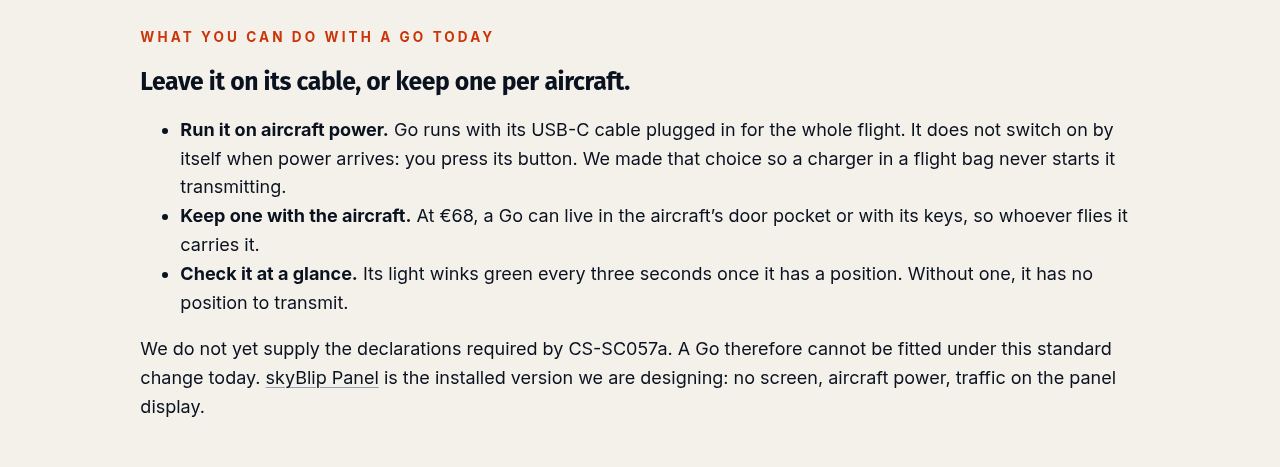 WHAT YOU CAN DO WITH A GO TODAY
Leave it on its cable, or keep one per aircraft.
• Run it on aircraft power. Go runs with its USB-C cable plugged in for the whole flight. It does not switch on by
itself when power arrives: you press its button. We made that choice so a charger in a flight bag never starts it
transmitting.
• Keep one with the aircraft. At €68, a Go can live in the aircraft’s door pocket or with its keys, so whoever flies it
carries it.
• Check it at a glance. Its light winks green every three seconds once it has a position. Without one, it has no
position to transmit.
We do not yet supply the declarations required by CS-SC057a. A Go therefore cannot be fitted under this standard
change today. skyBlip Panel is the installed version we are designing: no screen, aircraft power, traffic on the panel
display.